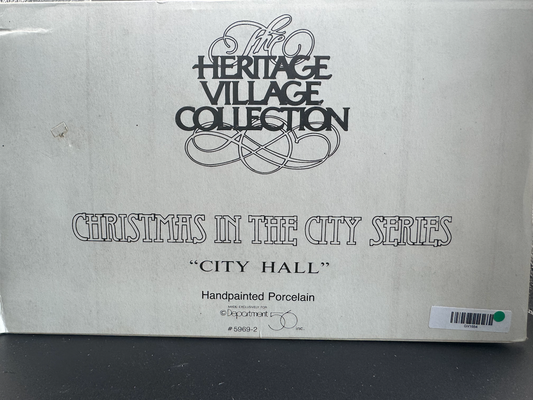 The
HERITAGE
VILLAGE
COLLECTION
CHRISTMAS IN THE CITY SERIES
“CITY HALL”
Handpainted Porcelain
©Department 56 INC.
#5969-2